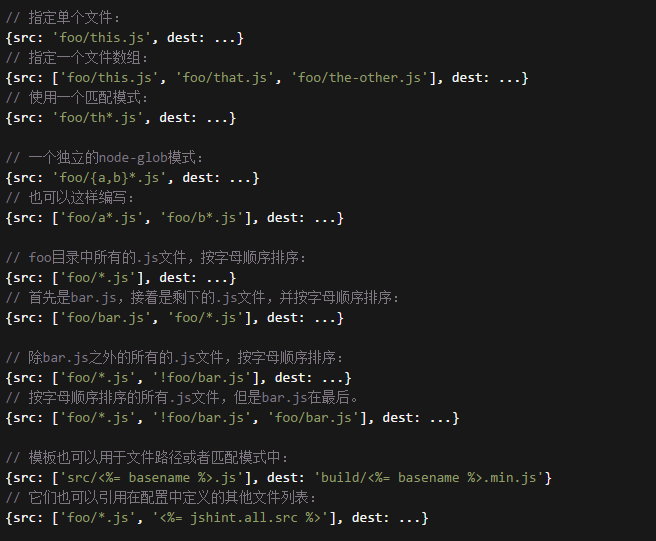 // 指定单个文件：
{src: 'foo/this.js', dest: ...}
// 指定一个文件数组：
{src: ['foo/this.js', 'foo/that.js', 'foo/the-other.js'], dest: ...}
// 使用一个匹配模式：
{src: 'foo/th*.js', dest: ...}

// 一个独立的node-glob模式：
{src: 'foo/{a,b}*.js', dest: ...}
// 也可以这样编写：
{src: ['foo/a*.js', 'foo/b*.js'], dest: ...}

// foo目录中所有的.js文件，按字母顺序排序：
{src: ['foo/*.js'], dest: ...}
// 首先是bar.js，接着是剩下的.js文件，并按字母顺序排序：
{src: ['foo/bar.js', 'foo/*.js'], dest: ...}

// 除bar.js之外的所有的.js文件，按字母顺序排序：
{src: ['foo/*.js', '!foo/bar.js'], dest: ...}
// 按字母顺序排序的所有.js文件，但是bar.js在最后。
{src: ['foo/*.js', '!foo/bar.js', 'foo/bar.js'], dest: ...}

// 模板也可以用于文件路径或者匹配模式中：
{src: ['src/<%= basename %>.js'], dest: 'build/<%= basename %>.min.js'}
// 它们也可以引用在配置中定义的其他文件列表：
{src: ['foo/*.js', '<%= jshint.all.src %>'], dest: ...}